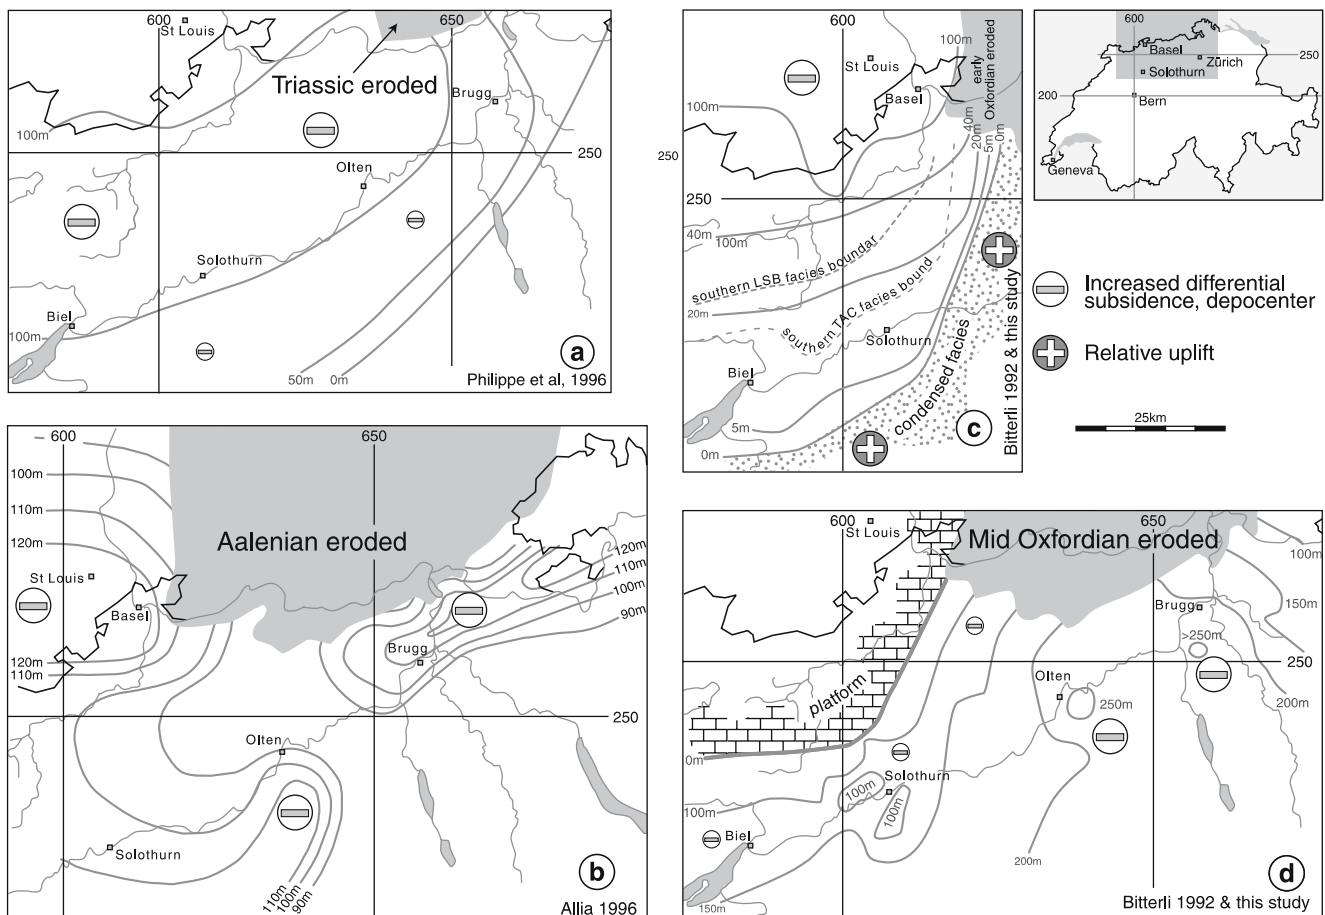 600
650
St Louis
Triassic eroded
Brugg
100m
250
Olten
Solothurn
Biel
100m
50m
0m
a
Philippe et al, 1996
600
650
100m
110m
120m
Aalenian eroded
St Louis
Basel
120m
110m
100m
90m
120m
110m
Brugg
250
Olten
Solothurn
110m
100m
90m
b
Allia 1996
600
100m
St Louis
Basel
early
Oxfordian eroded
100m
40m
20m
5m
0m
250
250
40m
100m
southern LSB facies boundar
20m
southern TAC facies bound
Solothurn
Biel
condensed facies
5m
0m
c
Bitterli 1992 & this study
600
Basel
250
Zürich
Solothurn
200
Bern
Geneva
Increased differential
subsidence, depocenter
Relative uplift
25km
600
650
St Louis
Mid Oxfordian eroded
100m
150m
Brugg
>250m
250
Olten
200m
platform
250m
0m
Solothurn
100m
100m
100m
Biel
200m
150m
d
Bitterli 1992 & this study